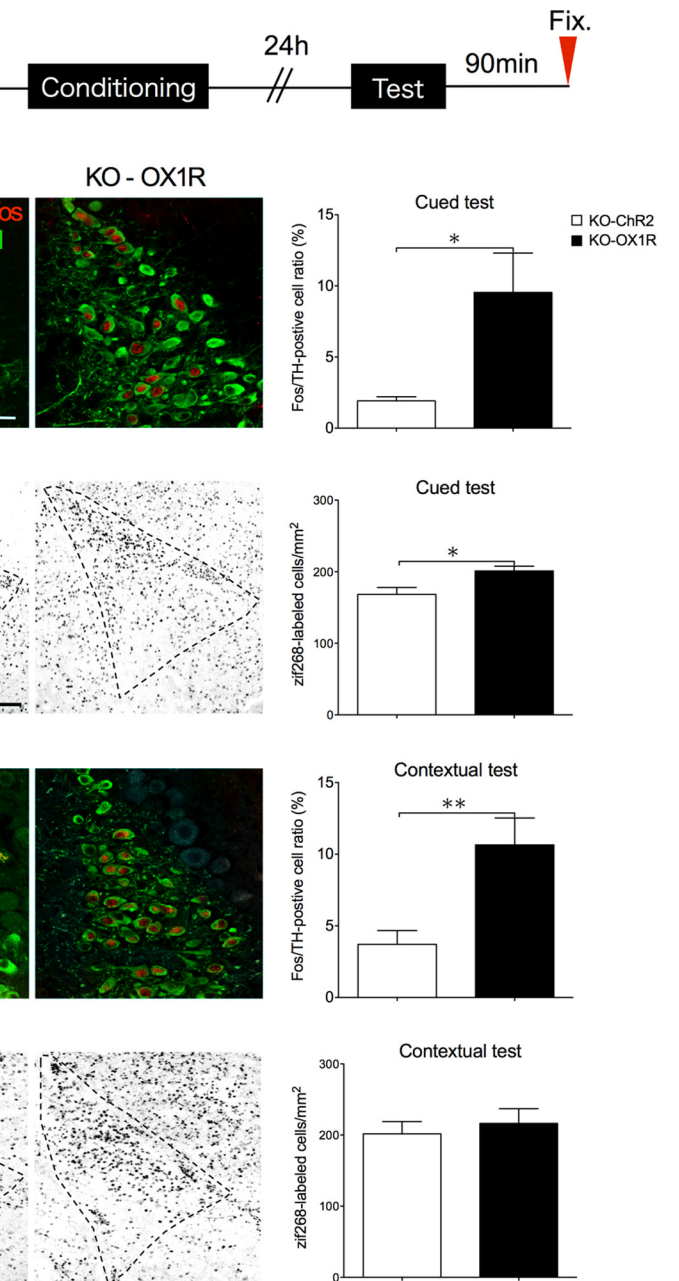 Fix.
24h
90min
Conditioning
Test
KO - OX1R
os
Cued test
KO-ChR2
KO-OX1R
15
*
10
5
0
Fos/TH-postive cell ratio (%)
Cued test
300
*
200
100
0
zif268-labeled cells/mm²
Contextual test
15
**
10
5
0
Fos/TH-postive cell ratio (%)
Contextual test
300
200
100
0
zif268-labeled cells/mm²